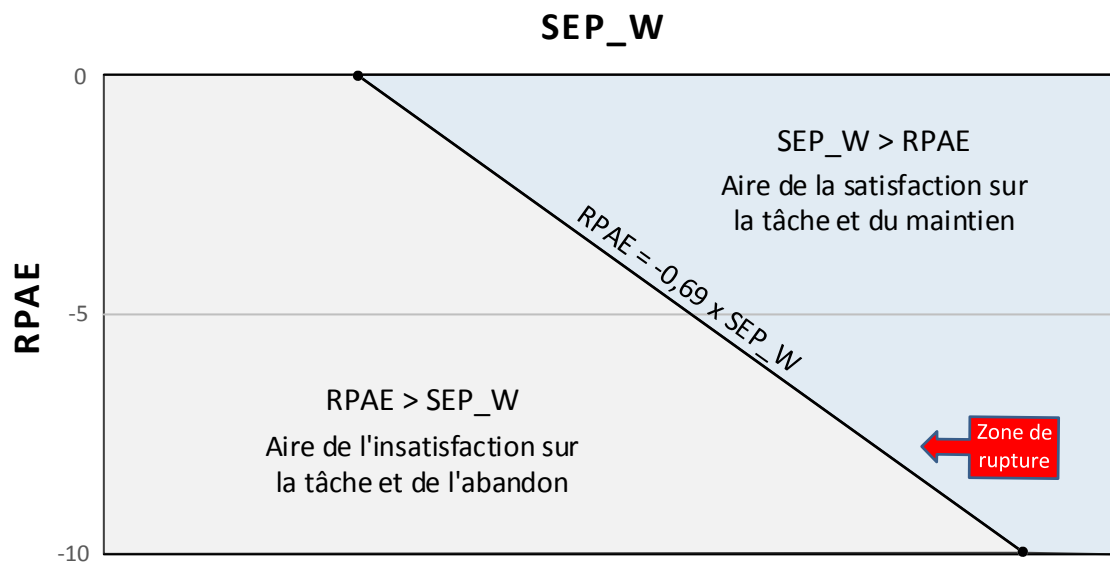 SEP_W
0
SEP_W > RPAE
Aire de la satisfaction sur
la tâche et du maintien
RPAE = -0,69 x SEP_W
RPAE
-5
RPAE > SEP_W
Aire de l'insatisfaction sur
la tâche et de l'abandon
Zone de
rupture
-10